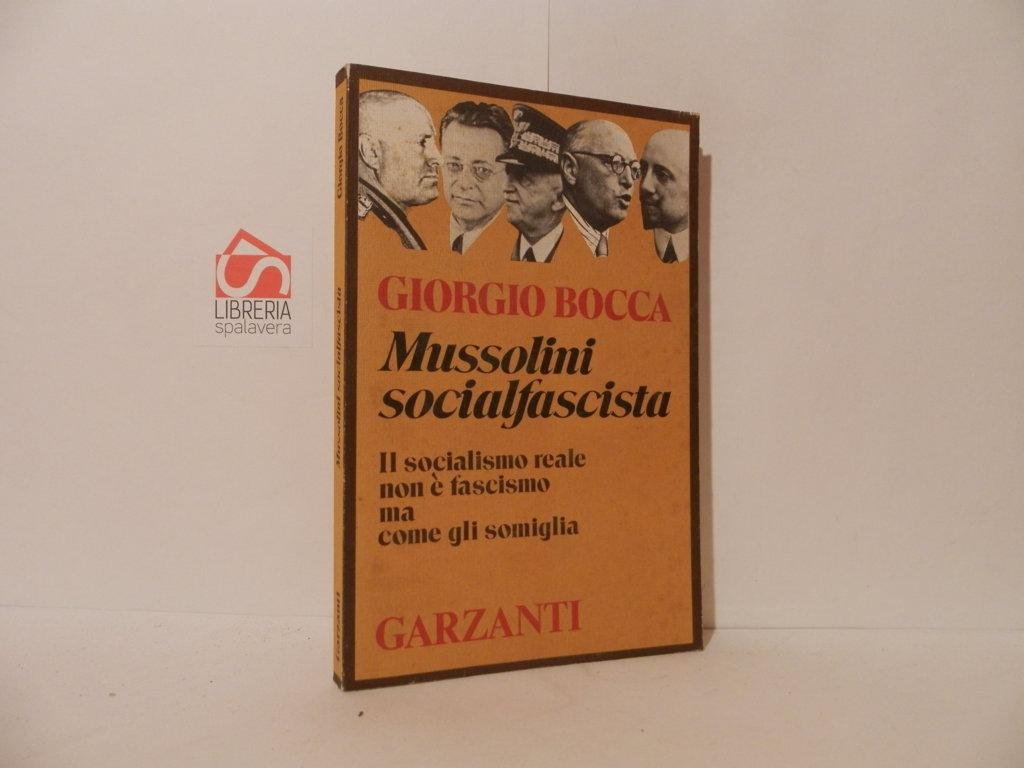 LIBRERIA
spalavera
Giorgio Bocca
Mussolini socialfascista
Garzanti
GIORGIO BOCCA
Mussolini
socialfascista
Il socialismo reale
non è fascismo
ma
come gli somiglia
GARZANTI